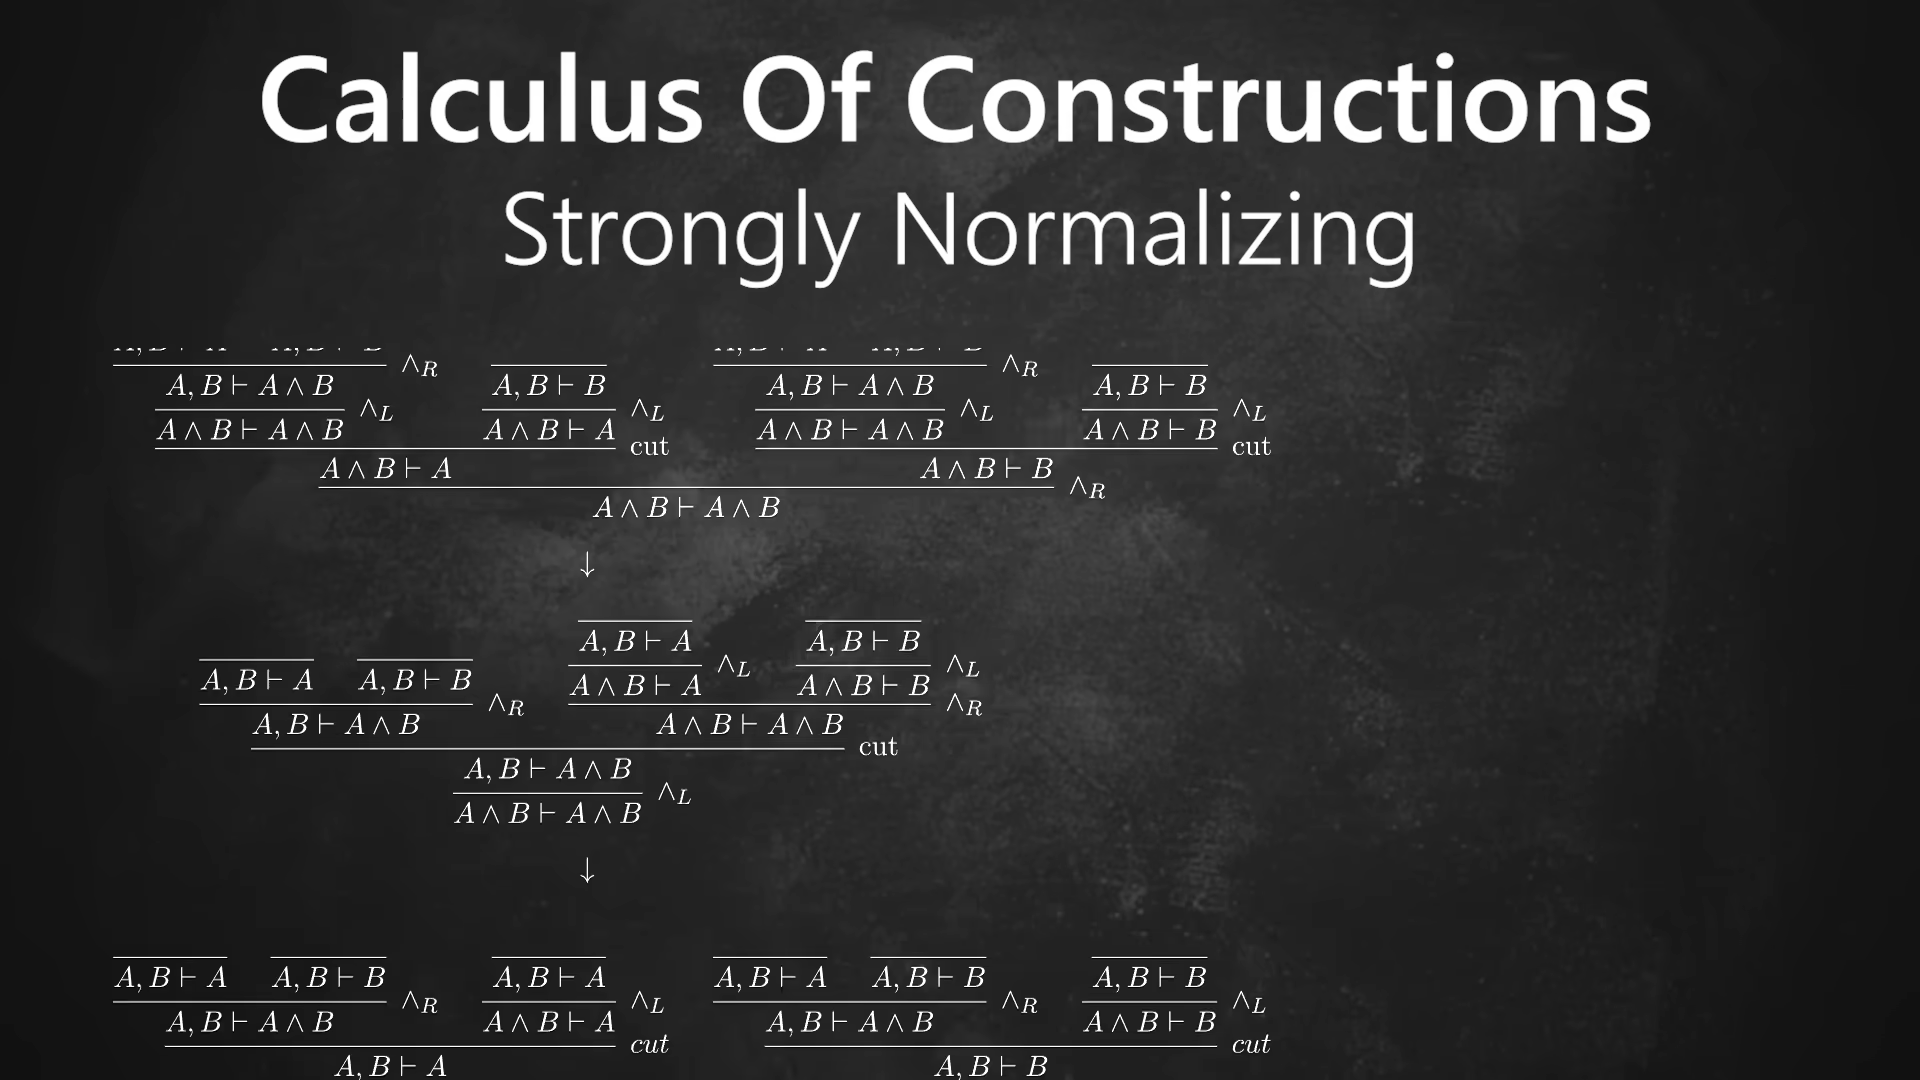 Calculus Of Constructions
Strongly Normalizing
∧R ∧R
A, B ⊢ A ∧ B ∧L A, B ⊢ B ∧L A, B ⊢ A ∧ B ∧L A, B ⊢ B ∧L
A ∧ B ⊢ A ∧ B A ∧ B ⊢ A cut A ∧ B ⊢ A ∧ B A ∧ B ⊢ B cut
A ∧ B ⊢ A A ∧ B ⊢ B ∧R
A ∧ B ⊢ A ∧ B
↓
A, B ⊢ A A, B ⊢ B
A, B ⊢ A A, B ⊢ B ∧R A ∧ B ⊢ A ∧L A ∧ B ⊢ B ∧L ∧R
A, B ⊢ A ∧ B A ∧ B ⊢ A ∧ B cut
A, B ⊢ A ∧ B ∧L
A ∧ B ⊢ A ∧ B
↓
A, B ⊢ A A, B ⊢ B ∧R A, B ⊢ A ∧L A, B ⊢ A A, B ⊢ B ∧R A, B ⊢ B ∧L
A, B ⊢ A ∧ B A ∧ B ⊢ A cut A, B ⊢ A ∧ B A ∧ B ⊢ B cut
A, B ⊢ A A, B ⊢ B